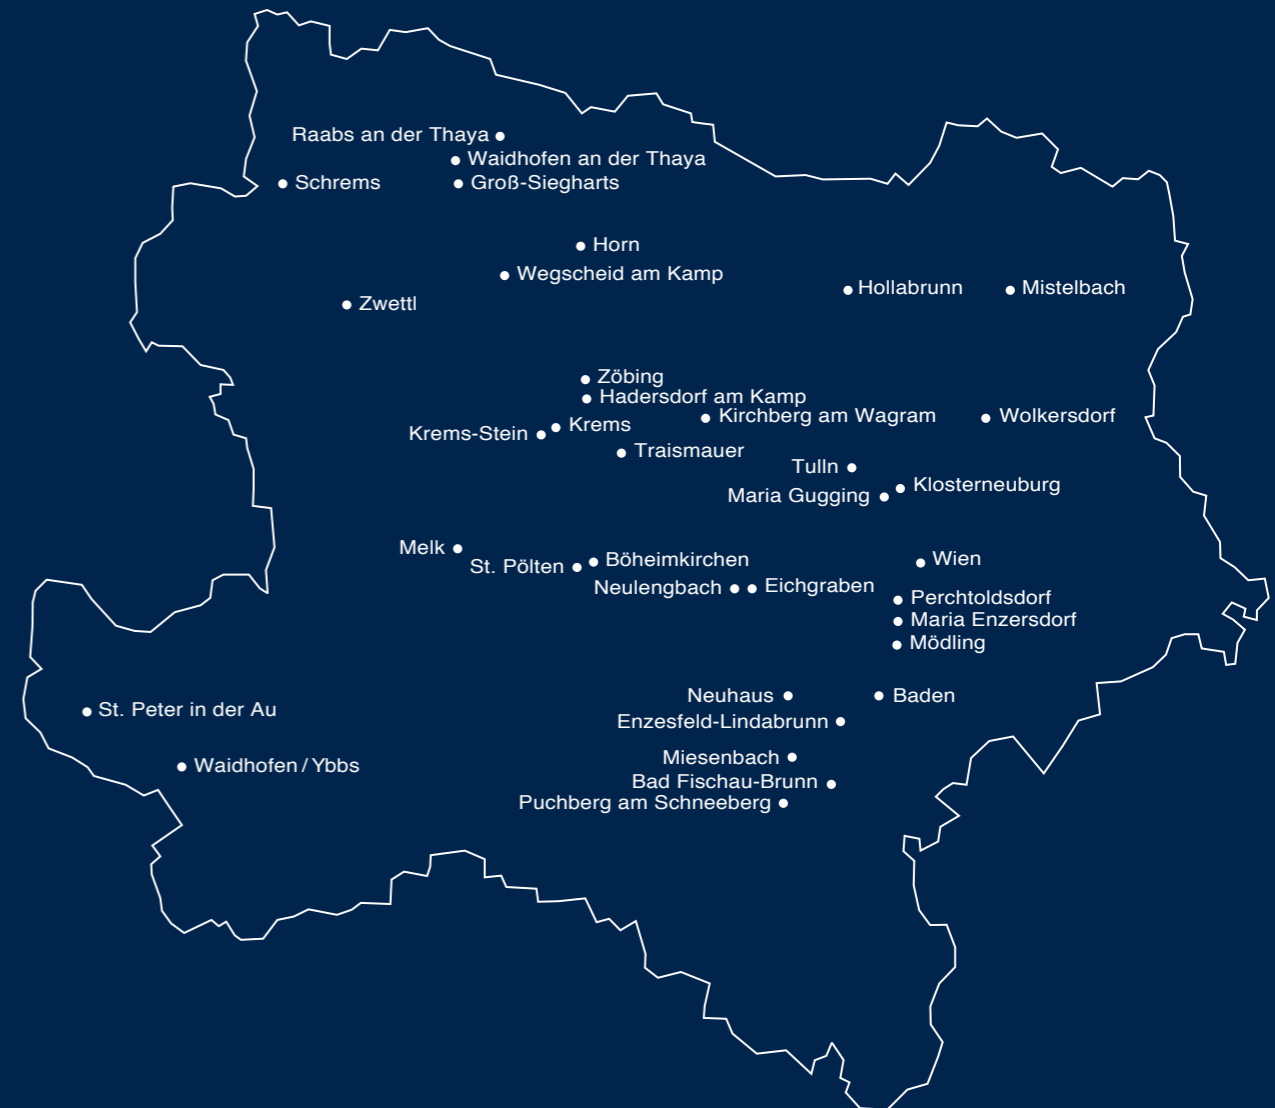 Raabs an der Thaya
Waidhofen an der Thaya
Schrems
Groß-Siegharts
Horn
Wegscheid am Kamp
Hollabrunn
Mistelbach
Zwettl
Zöbing
Hadersdorf am Kamp
Kirchberg am Wagram
Wolkersdorf
Krems
Krems-Stein
Traismauer
Tulln
Klosterneuburg
Maria Gugging
Melk
Böheimkirchen
Wien
St. Pölten
Neulengbach
Eichgraben
Perchtoldsdorf
Maria Enzersdorf
Mödling
Neuhaus
Baden
St. Peter in der Au
Enzesfeld-Lindabrunn
Miesenbach
Waidhofen / Ybbs
Bad Fischau-Brunn
Puchberg am Schneeberg